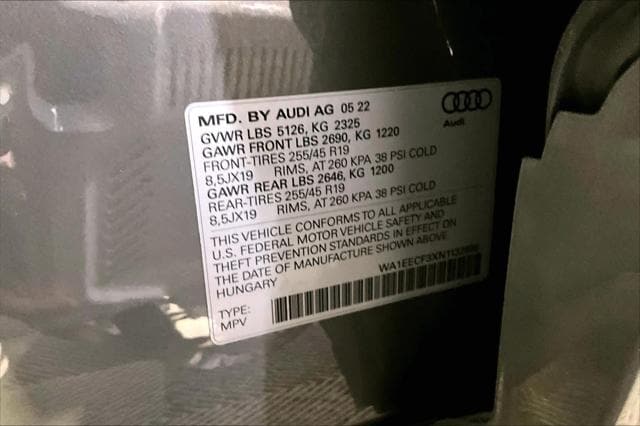 MFD. BY AUDI AG 05 22
GVWR LBS 5126, KG 2325
GAWR FRONT LBS 2690, KG 1220
FRONT-TIRES 255/45 R19
8,5JX19 RIMS, AT 260 KPA 38 PSI COLD
GAWR REAR LBS 2646, KG 1200
REAR-TIRES 255/45 R19
8,5JX19 RIMS, AT 260 KPA 38 PSI COLD
Audi
THIS VEHICLE CONFORMS TO ALL APPLICABLE
U.S. FEDERAL MOTOR VEHICLE SAFETY AND
THEFT PREVENTION STANDARDS IN EFFECT ON
THE DATE OF MANUFACTURE SHOWN ABOVE
HUNGARY
TYPE:
MPV